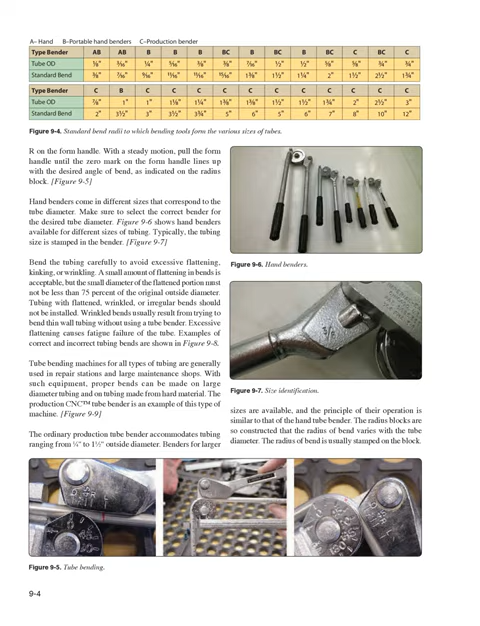 A– Hand B–Portable hand benders C–Production bender
Type Bender AB AB B B B BC B BC B BC C BC C
Tube OD ⅛" 3⁄16" ¼" 5⁄16" ⅜" ⅜" 7⁄16" ½" ½" ⅝" ⅝" ¾" ¾"
Standard Bend ⅜" 7⁄16" 9⁄16" 11⁄16" 11⁄16" 15⁄16" 1⅜" 1½" 1¼" 2" 1½" 2½" 1¾"
Type Bender C B C C C C C C C C C C C
Tube OD ⅞" 1" 1" 1⅛" 1¼" 1⅜" 1⅜" 1½" 1½" 1¾" 2" 2½" 3"
Standard Bend 2" 3½" 3" 3½" 3¾" 5" 6" 5" 6" 7" 8" 10" 12"
Figure 9-4. Standard bend radii to which bending tools form the various sizes of tubes.
R on the form handle. With a steady motion, pull the form
handle until the zero mark on the form handle lines up
with the desired angle of bend, as indicated on the radius
block. [Figure 9-5]
Hand benders come in different sizes that correspond to the
tube diameter. Make sure to select the correct bender for
the desired tube diameter. Figure 9-6 shows hand benders
available for different sizes of tubing. Typically, the tubing
size is stamped in the bender. [Figure 9-7]
Bend the tubing carefully to avoid excessive flattening,
kinking, or wrinkling. A small amount of flattening in bends is
acceptable, but the small diameter of the flattened portion must
not be less than 75 percent of the original outside diameter.
Tubing with flattened, wrinkled, or irregular bends should
not be installed. Wrinkled bends usually result from trying to
bend thin wall tubing without using a tube bender. Excessive
flattening causes fatigue failure of the tube. Examples of
correct and incorrect tubing bends are shown in Figure 9-8.
Tube bending machines for all types of tubing are generally
used in repair stations and large maintenance shops. With
such equipment, proper bends can be made on large
diameter tubing and on tubing made from hard material. The
production CNC™ tube bender is an example of this type of
machine. [Figure 9-9]
The ordinary production tube bender accommodates tubing
ranging from ¼" to 1½" outside diameter. Benders for larger
Figure 9-6. Hand benders.
Figure 9-7. Size identification.
sizes are available, and the principle of their operation is
similar to that of the hand tube bender. The radius blocks are
so constructed that the radius of bend varies with the tube
diameter. The radius of bend is usually stamped on the block.
Figure 9-5. Tube bending.
9-4